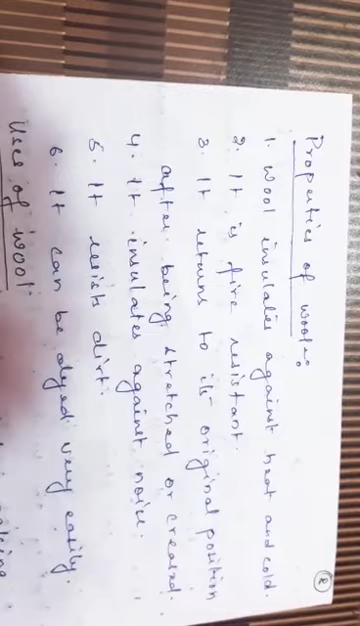 8
Properties of wool:-
1. Wool insulates against heat and cold.
2. It is fire resistant.
3. It returns to its original position
after being stretched or creased.
4. It insulates against noise.
5. It resists dirt.
6. It can be dyed very easily.
Uses of wool